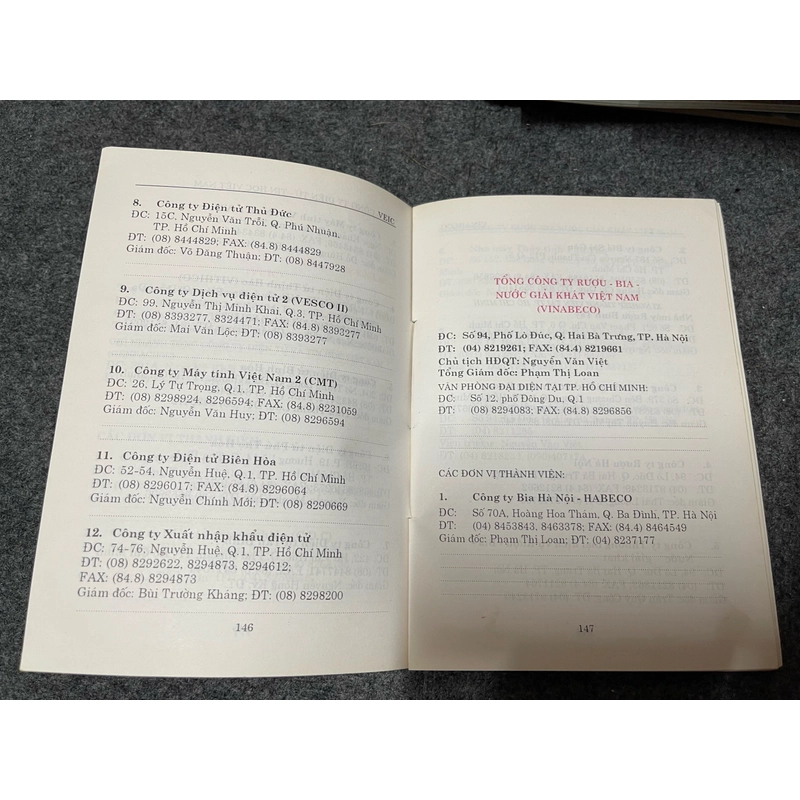 VEIC
8. Công ty Điện tử Thủ Đức
ĐC: 15C, Nguyễn Văn Trỗi, Q. Phú Nhuận,
TP. Hồ Chí Minh
ĐT: (08) 8444829; FAX: (84.8) 8444829
Giám đốc: Võ Đăng Thuận; ĐT: (08) 8447928
9. Công ty Dịch vụ điện tử 2 (VESCO II)
ĐC: 99, Nguyễn Thị Minh Khai, Q.3, TP. Hồ Chí Minh
ĐT: (08) 8393277, 8324471; FAX: (84.8) 8393277
Giám đốc: Mai Văn Lộc; ĐT: (08) 8393277
10. Công ty Máy tính Việt Nam 2 (CMT)
ĐC: 26, Lý Tự Trọng, Q.1, TP. Hồ Chí Minh
ĐT: (08) 8298924, 8296594; FAX: (84.8) 8231059
Giám đốc: Nguyễn Văn Huy; ĐT: (08) 8296594
11. Công ty Điện tử Biên Hòa
ĐC: 52-54, Nguyễn Huệ, Q.1, TP. Hồ Chí Minh
ĐT: (08) 8296017; FAX: (84.8) 8296064
Giám đốc: Nguyễn Chính Mới; ĐT: (08) 8290669
12. Công ty Xuất nhập khẩu điện tử
ĐC: 74-76, Nguyễn Huệ, Q.1, TP. Hồ Chí Minh
ĐT: (08) 8292622, 8294873, 8294612;
FAX: (84.8) 8294873
Giám đốc: Bùi Trường Kháng; ĐT: (08) 8298200
146
TỔNG CÔNG TY RƯỢU - BIA -
NƯỚC GIẢI KHÁT VIỆT NAM
(VINABECO)
ĐC: Số 94, Phố Lò Đúc, Q. Hai Bà Trưng, TP. Hà Nội
ĐT: (04) 8219261; FAX: (84.4) 8219661
Chủ tịch HĐQT: Nguyễn Văn Việt
Tổng Giám đốc: Phạm Thị Loan
VĂN PHÒNG ĐẠI DIỆN TẠI TP. HỒ CHÍ MINH:
ĐC: Số 12, phố Đông Du, Q.1
ĐT: (08) 8294083; FAX: (84.8) 8296856
CÁC ĐƠN VỊ THÀNH VIÊN:
1. Công ty Bia Hà Nội - HABECO
ĐC: Số 70A, Hoàng Hoa Thám, Q. Ba Đình, TP. Hà Nội
ĐT: (04) 8453843, 8463378; FAX: (84.4) 8464549
Giám đốc: Phạm Thị Loan; ĐT: (04) 8237177
147